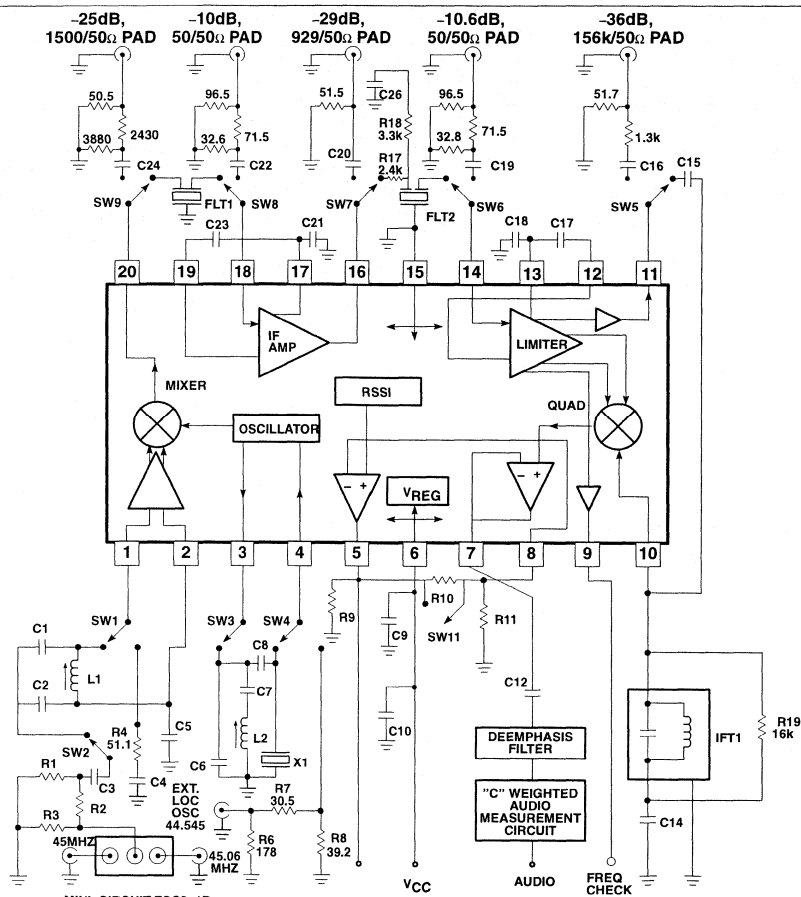 –25dB,
1500/50Ω PAD
–10dB,
50/50Ω PAD
–29dB,
929/50Ω PAD
–10.6dB,
50/50Ω PAD
–36dB,
156k/50Ω PAD
50.5
2430
3880
C24
96.5
71.5
32.6
C22
51.5
C20
C26
R18
3.3k
R17
2.4k
96.5
71.5
32.8
C19
51.7
1.3k
C16
C15
SW9
FLT1
SW8
SW7
FLT2
SW6
SW5
C23
C21
C18
C17
20
19
18
17
16
15
14
13
12
11
IF
AMP
LIMITER
MIXER
RSSI
QUAD
OSCILLATOR
– +
VREG
– +
1
2
3
4
5
6
7
8
9
10
SW1
SW3
SW4
R9
R10
SW11
R11
C9
C1
L1
C2
C8
C7
L2
C6
X1
C10
C12
R4
51.1
C5
SW2
C3
C4
R1
R2
R3
EXT.
LOC
OSC
44.545
R7
30.5
R6
178
R8
39.2
DEEMPHASIS
FILTER
"C" WEIGHTED
AUDIO
MEASUREMENT
CIRCUIT
IFT1
R19
16k
C14
45MHZ
45.06
MHZ
VCC
AUDIO
FREQ
CHECK